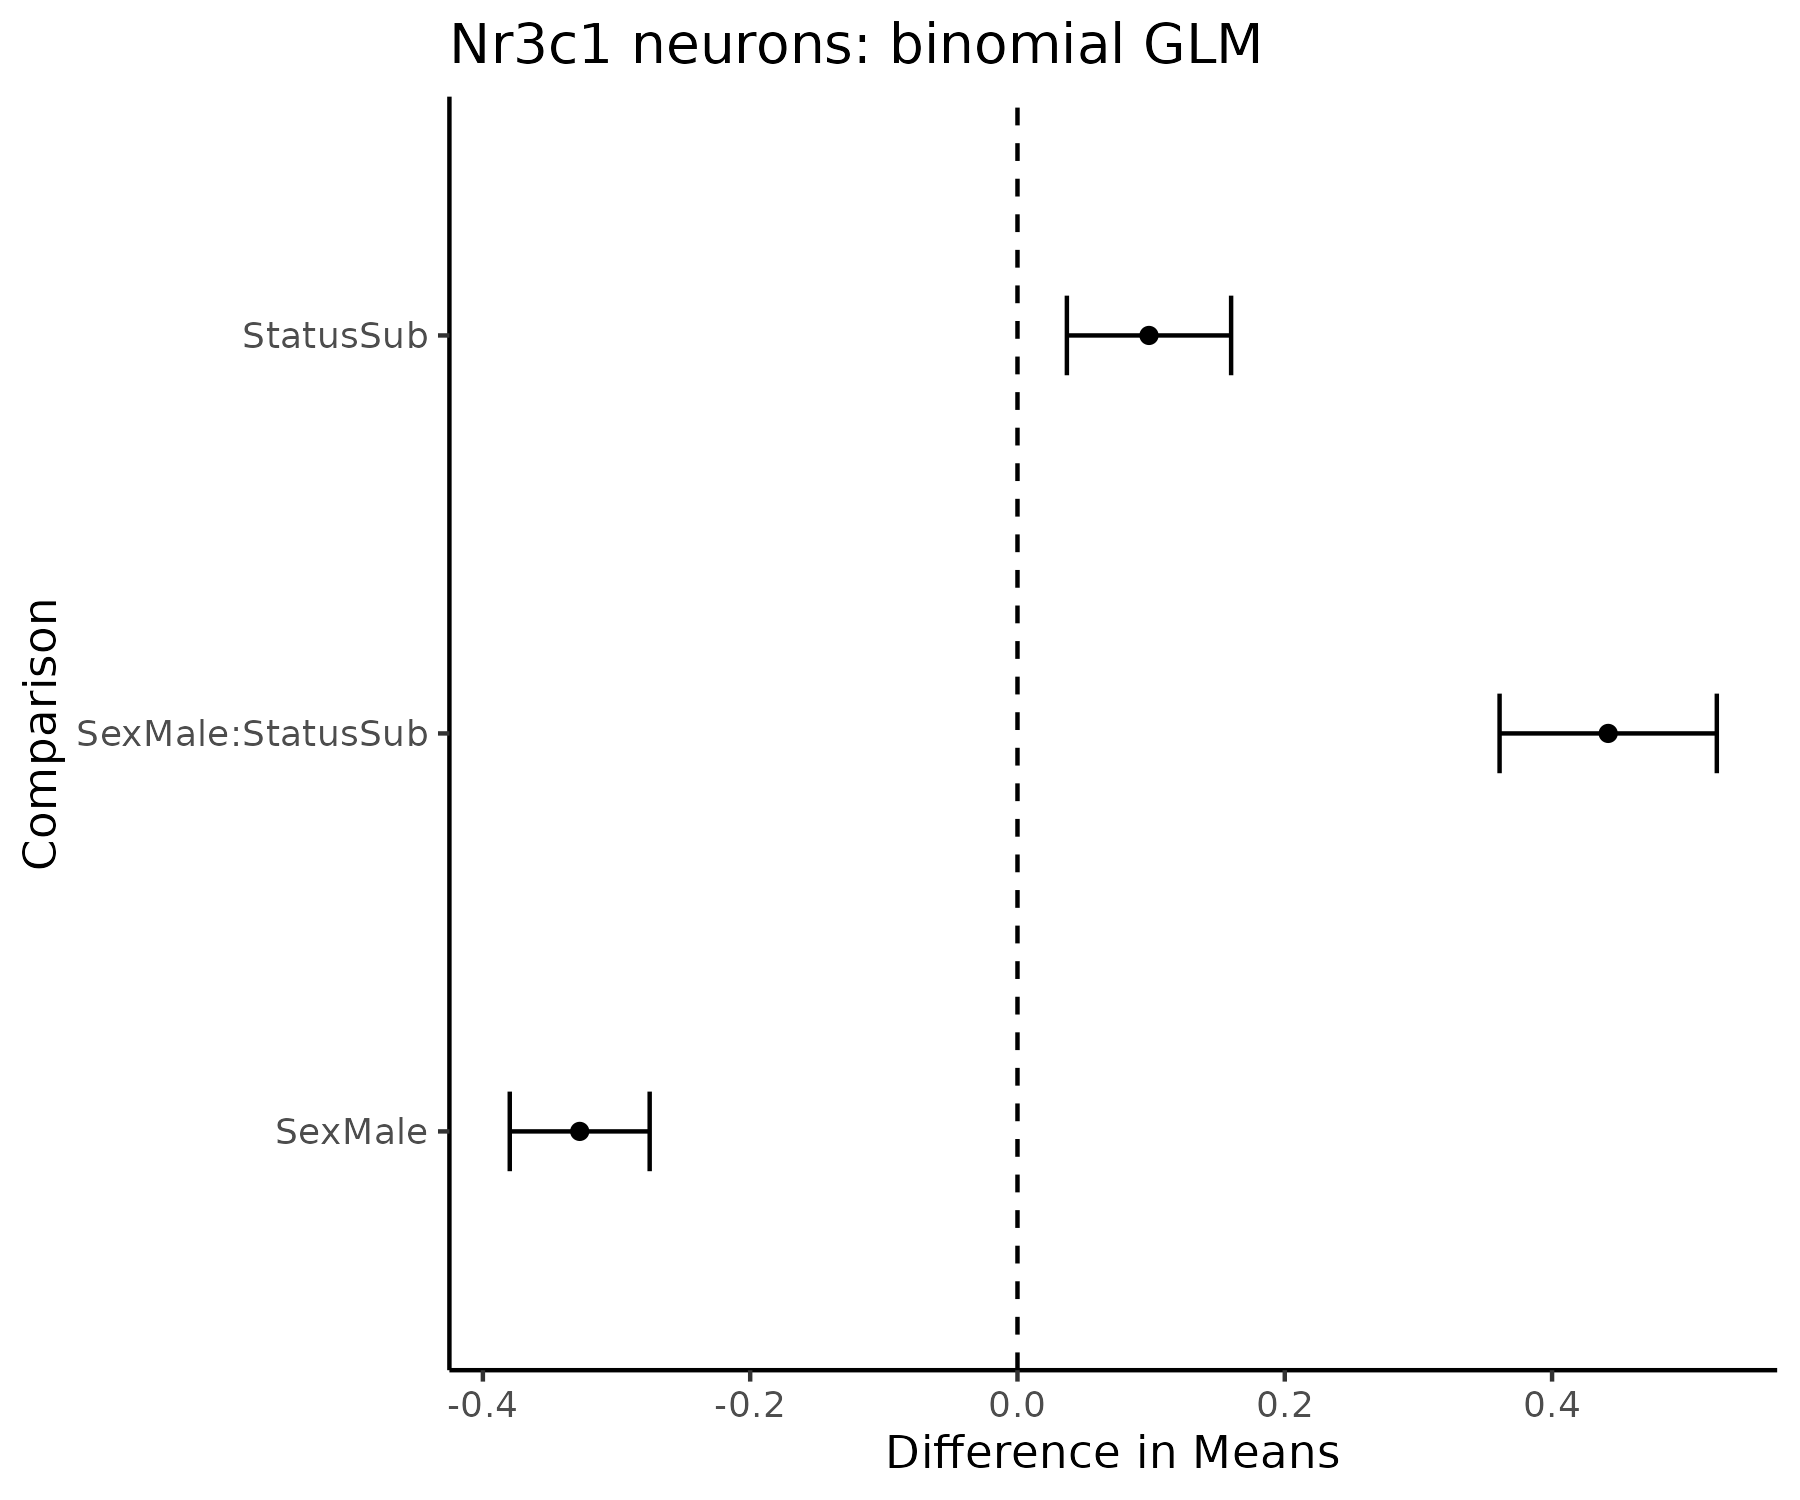 Nr3c1 neurons: binomial GLM
Comparison
StatusSub
SexMale:StatusSub
SexMale
-0.4 -0.2 0.0 0.2 0.4
Difference in Means